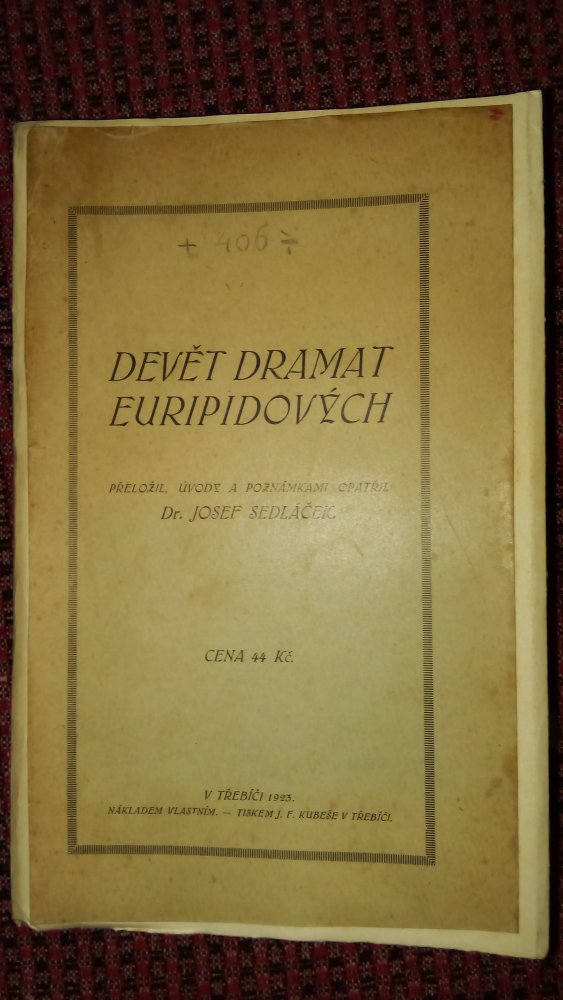 + 406 ÷
DEVĚT DRAMAT
EURIPIDOVÝCH
PŘELOŽIL, ÚVODY A POZNÁMKAMI OPATŘIL
Dr. JOSEF SEDLÁČEK
CENA 44 Kč.
V TŘEBÍČI 1923.
NÁKLADEM VLASTNÍM. — TISKEM J. F. KUBEŠE V TŘEBÍČI.